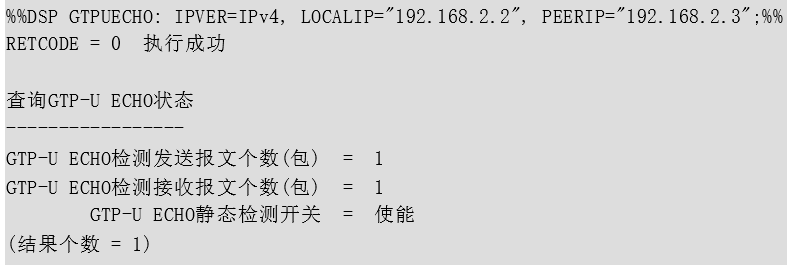 %%DSP GTPUECHO: IPVER=IPv4, LOCALIP="192.168.2.2", PEERIP="192.168.2.3";%%
RETCODE = 0  执行成功
查询GTP-U ECHO状态
-----------------
GTP-U ECHO检测发送报文个数(包)  =  1
GTP-U ECHO检测接收报文个数(包)  =  1
GTP-U ECHO静态检测开关  =  使能
(结果个数 = 1)